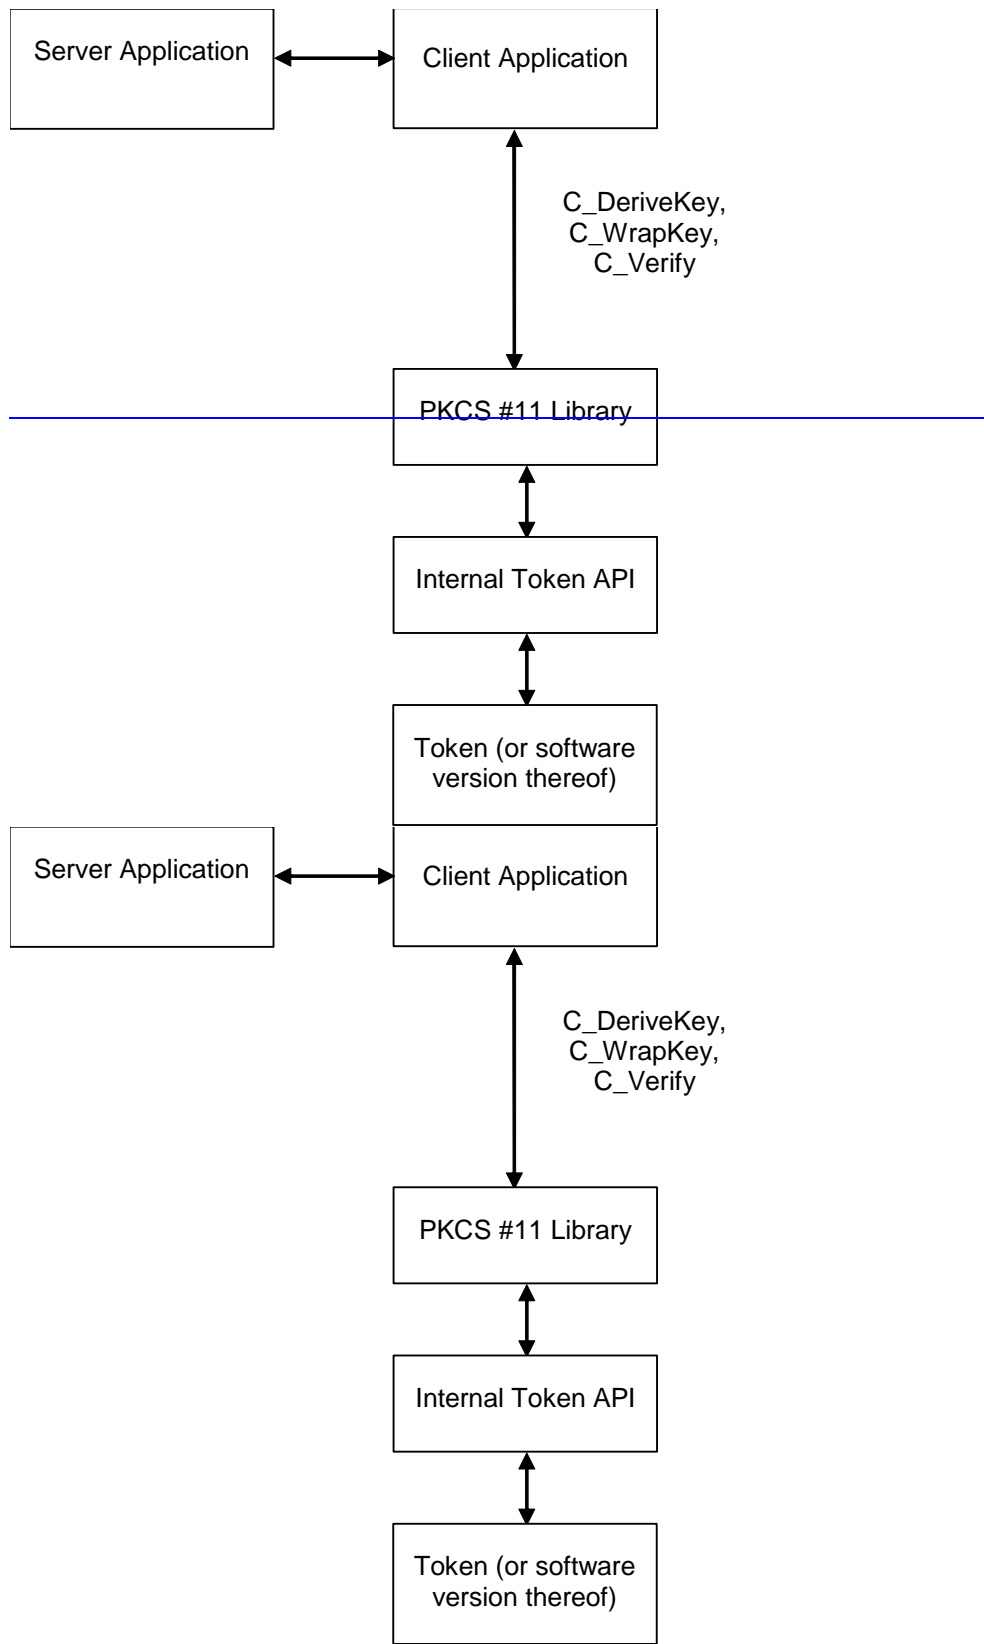 Server Application
Client Application
C_DeriveKey,
C_WrapKey,
C_Verify
PKCS #11 Library
Internal Token API
Token (or software
version thereof)
Server Application
Client Application
C_DeriveKey,
C_WrapKey,
C_Verify
PKCS #11 Library
Internal Token API
Token (or software
version thereof)